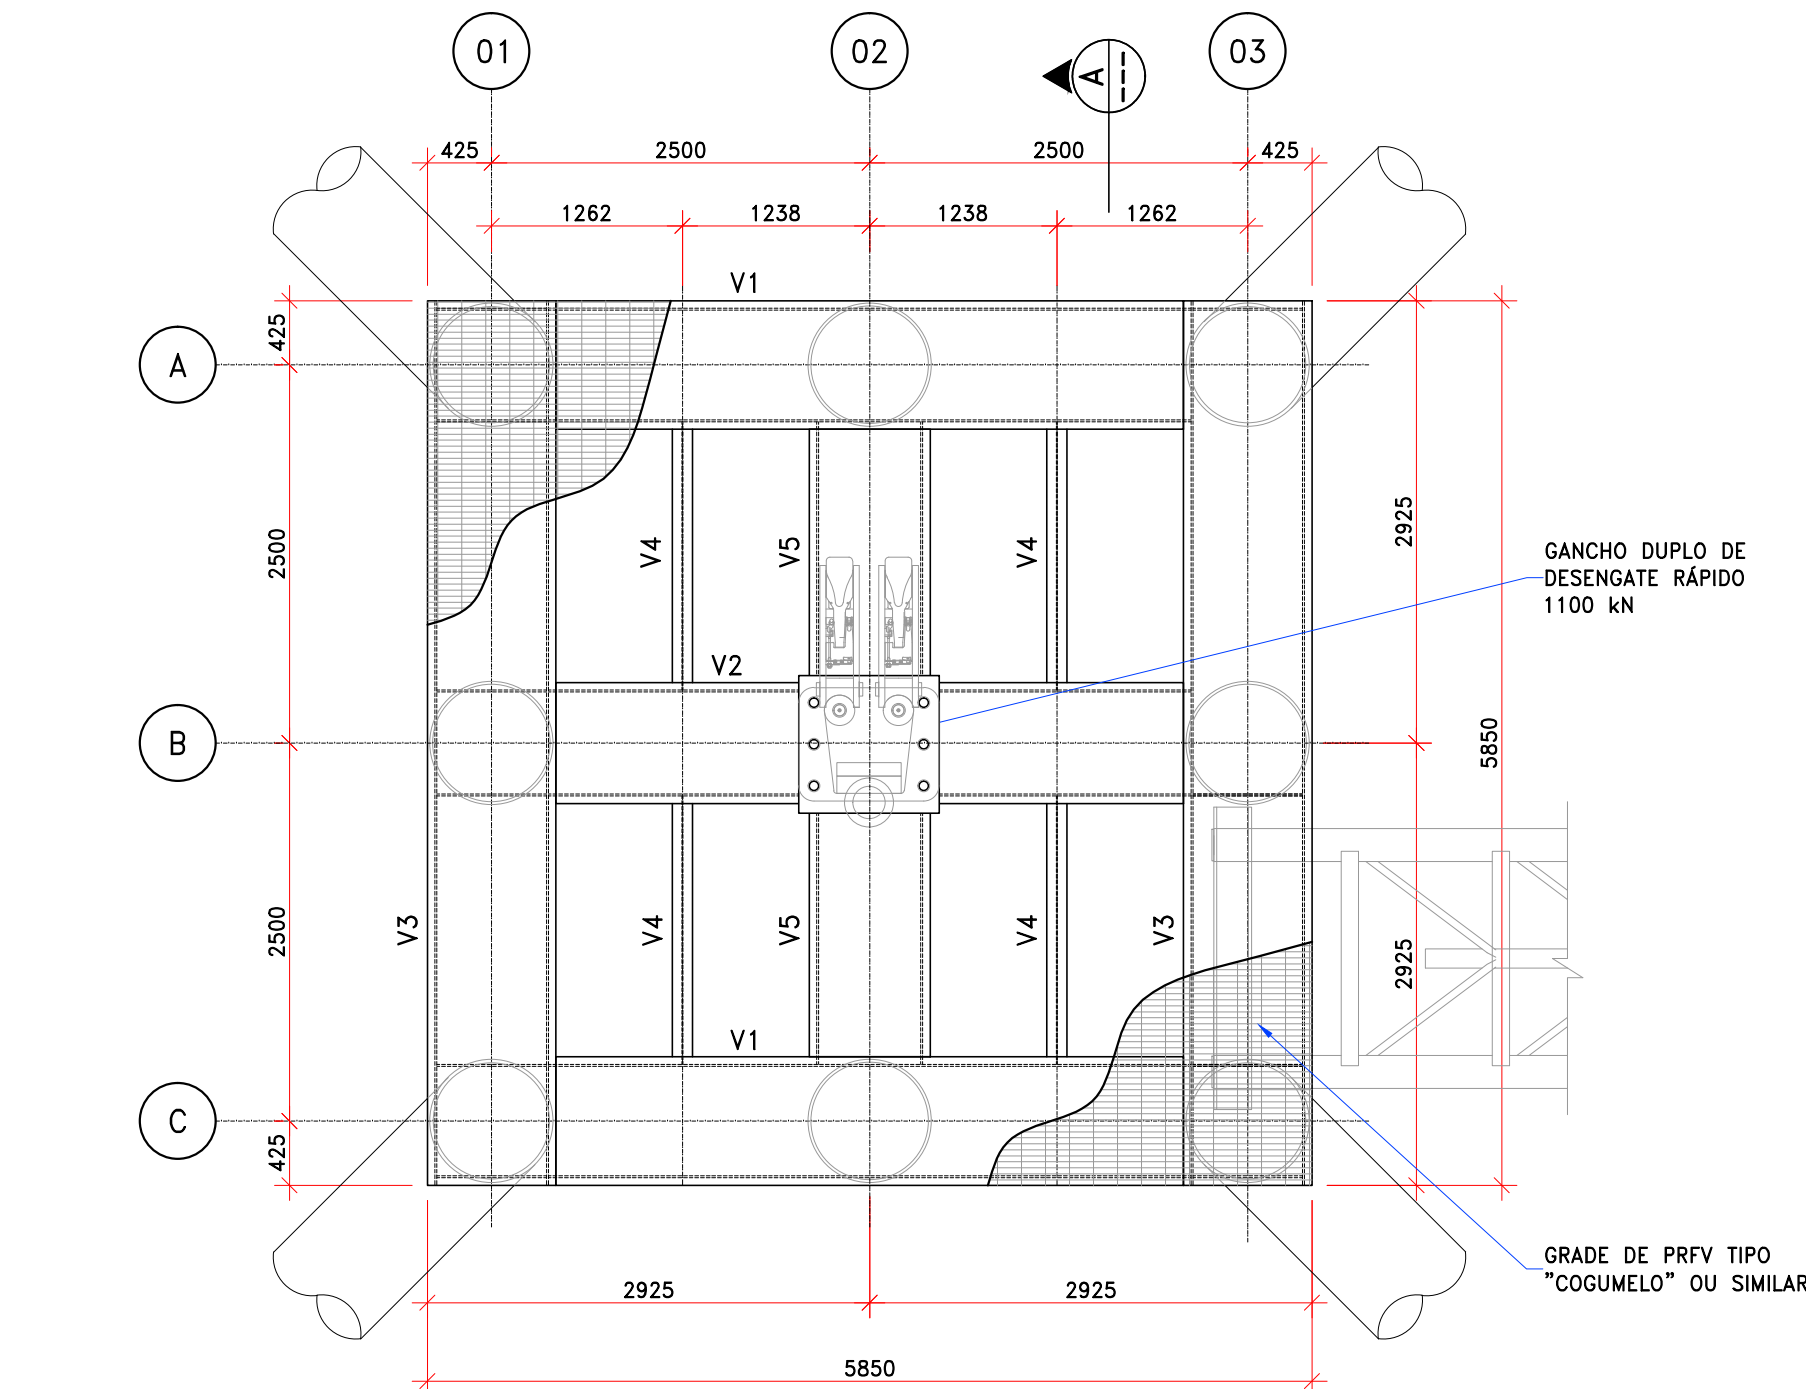 01
02
03
A
425
2500
2500
425
1262
1238
1238
1262
V1
425
A
2500
2925
V4
V5
V4
GANCHO DUPLO DE
DESENGATE RÁPIDO
1100 kN
V2
B
5850
2500
V3
V4
V5
V4
V3
2925
V1
C
425
GRADE DE PRFV TIPO
"COGUMELO" OU SIMILAR
2925
2925
5850